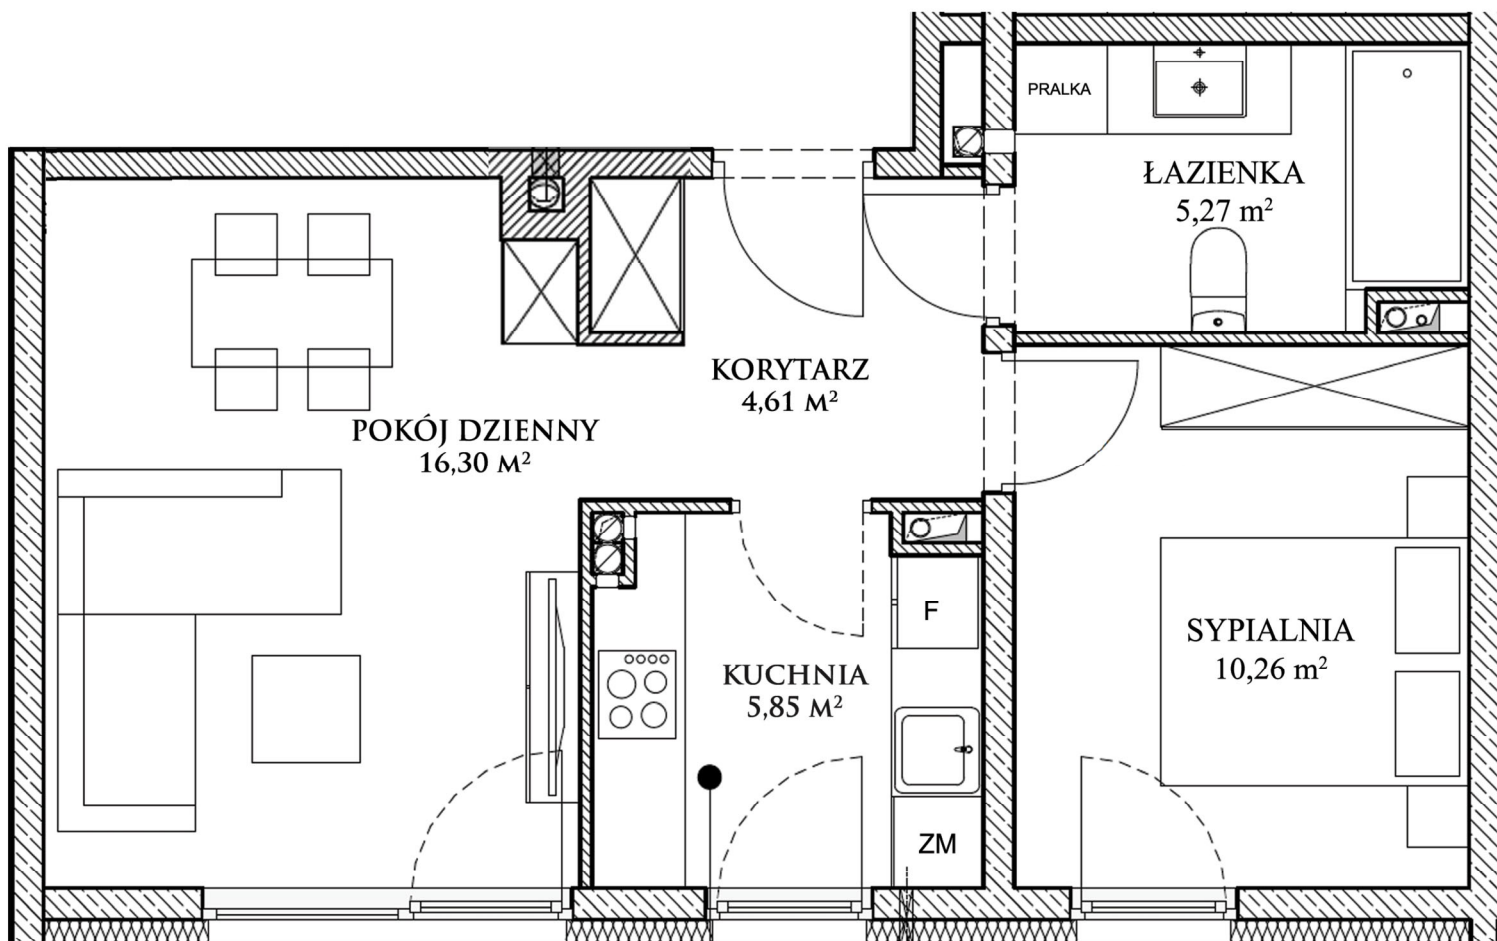 PRALKA
ŁAZIENKA
5,27 m²
KORYTARZ
4,61 M²
POKÓJ DZIENNY
16,30 M²
F
SYPIALNIA
10,26 m²
KUCHNIA
5,85 M²
ZM